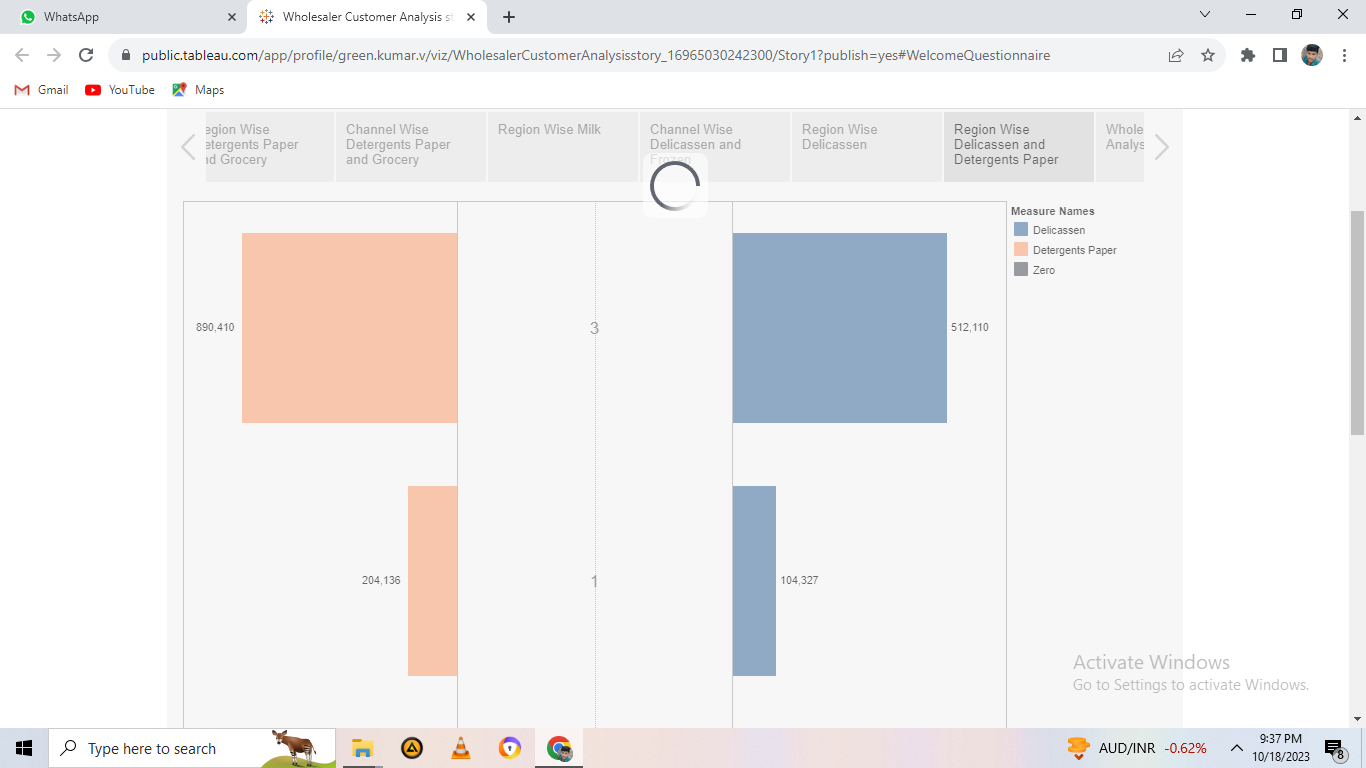 WhatsApp
Wholesaler Customer Analysis st
public.tableau.com/app/profile/green.kumar.v/viz/WholesalerCustomerAnalysisstory_16965030242300/Story1?publish=yes#WelcomeQuestionnaire
Gmail
YouTube
Maps
egion Wise
etergents Paper
nd Grocery
Channel Wise
Detergents Paper
and Grocery
Region Wise Milk
Channel Wise
Delicassen and
Frozen
Region Wise
Delicassen
Region Wise
Delicassen and
Detergents Paper
Whole
Analys
Measure Names
Delicassen
Detergents Paper
Zero
890,410
3
512,110
204,136
1
104,327
Activate Windows
Go to Settings to activate Windows.
Type here to search
AUD/INR -0.62%
9:37 PM
10/18/2023
8